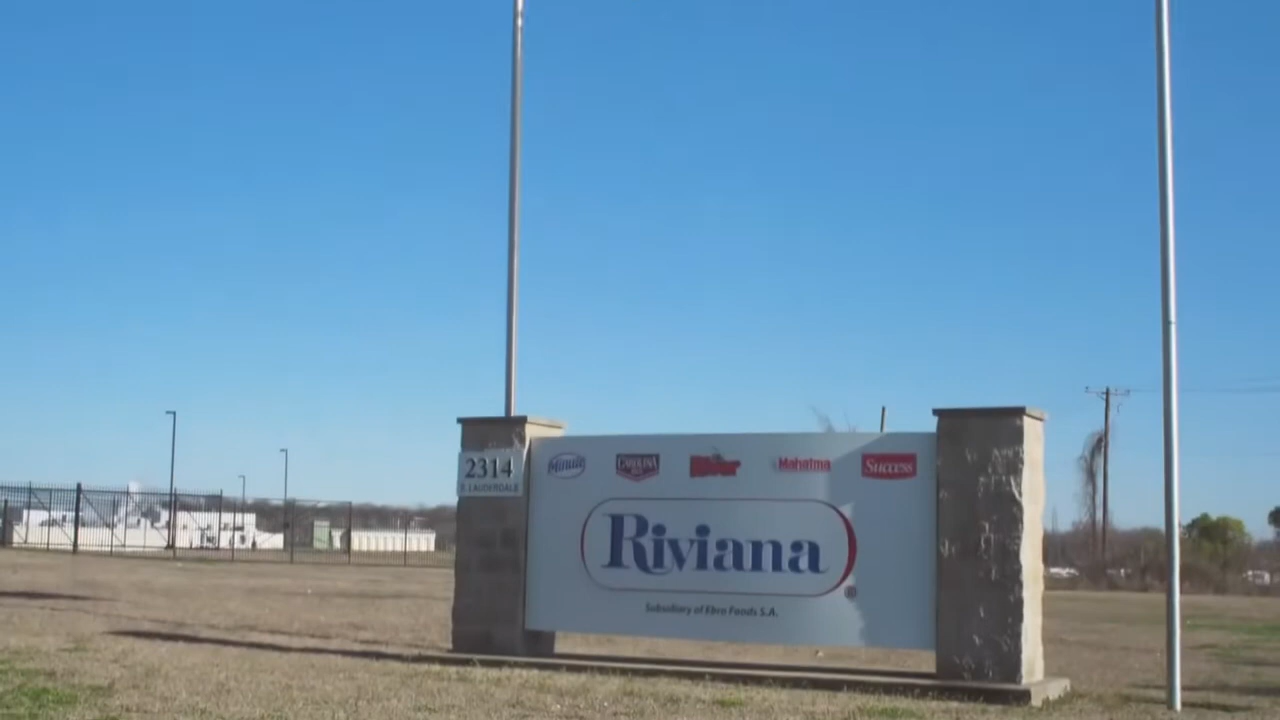 2314
E. LAUDERDALE
Minute
CAROLINA
Mahatma
Success
Riviana
®
Subsidiary of Ebro Foods S.A.